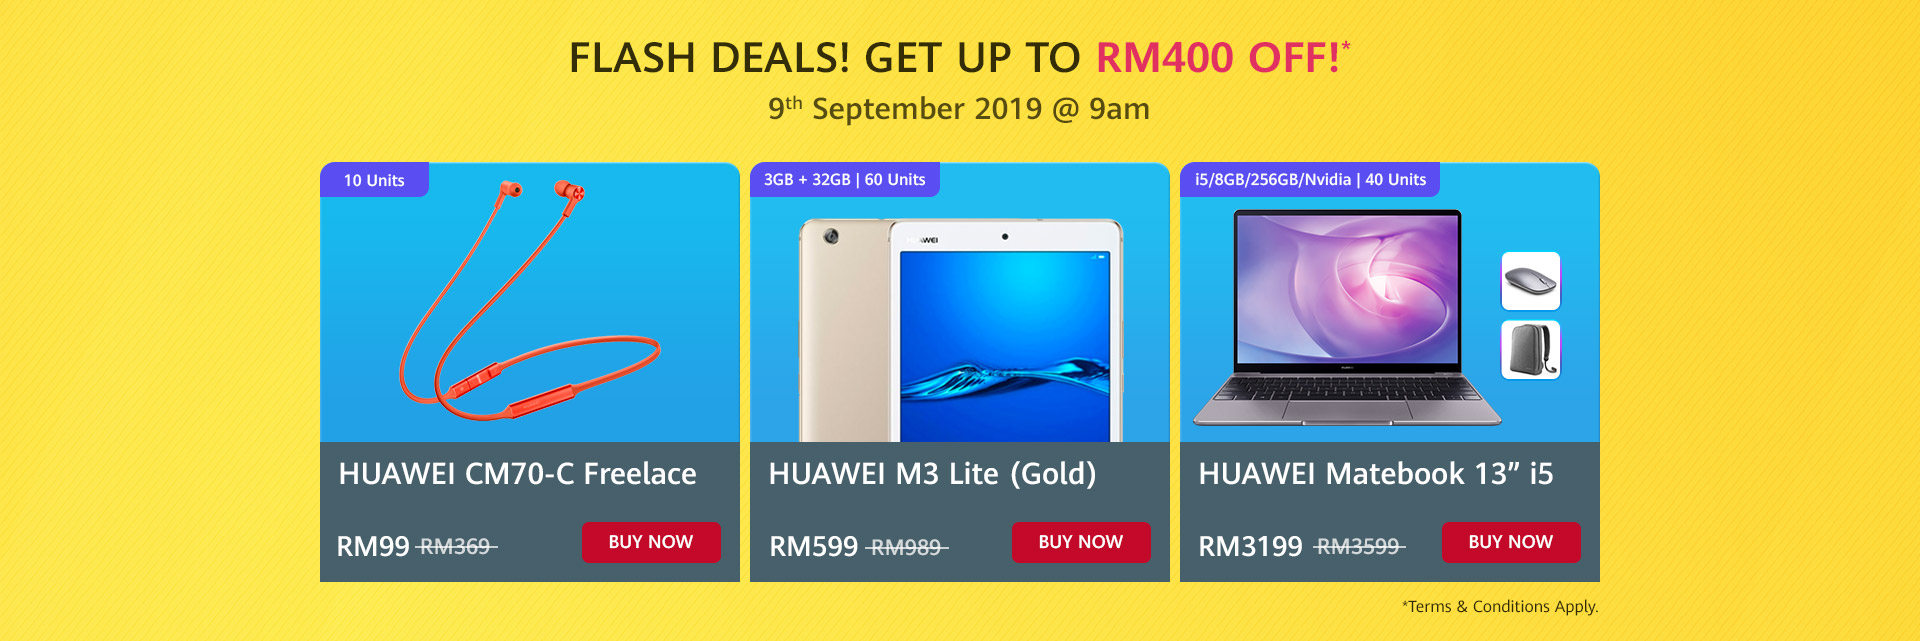 FLASH DEALS! GET UP TO RM400 OFF!*
9th September 2019 @ 9am
10 Units
HUAWEI CM70-C Freelace
RM99 RM369
BUY NOW
3GB + 32GB | 60 Units
HUAWEI M3 Lite (Gold)
RM599 RM989
BUY NOW
i5/8GB/256GB/Nvidia | 40 Units
HUAWEI Matebook 13” i5
RM3199 RM3599
BUY NOW
*Terms & Conditions Apply.